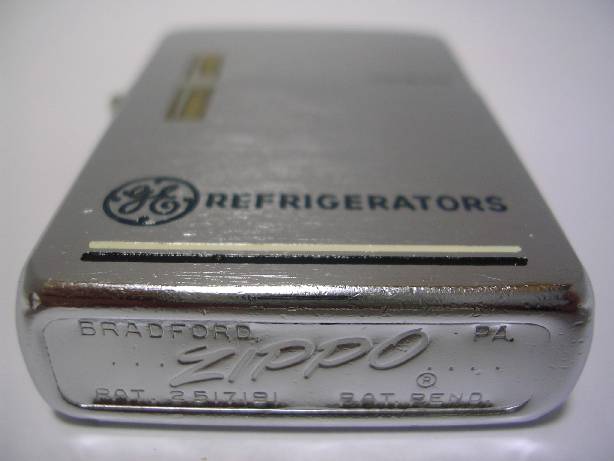 GE REFRIGERATORS
BRADFORD, PA.
.... ZIPPO ....
®
PAT. 2517191 PAT. PEND.